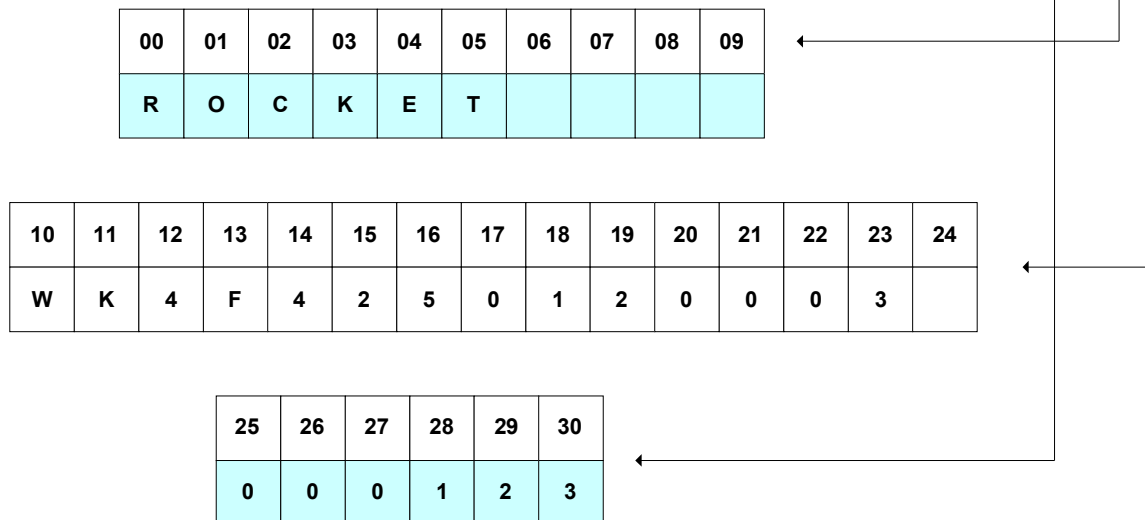 00 01 02 03 04 05 06 07 08 09
R O C K E T
10 11 12 13 14 15 16 17 18 19 20 21 22 23 24
W K 4 F 4 2 5 0 1 2 0 0 0 3
25 26 27 28 29 30
0 0 0 1 2 3